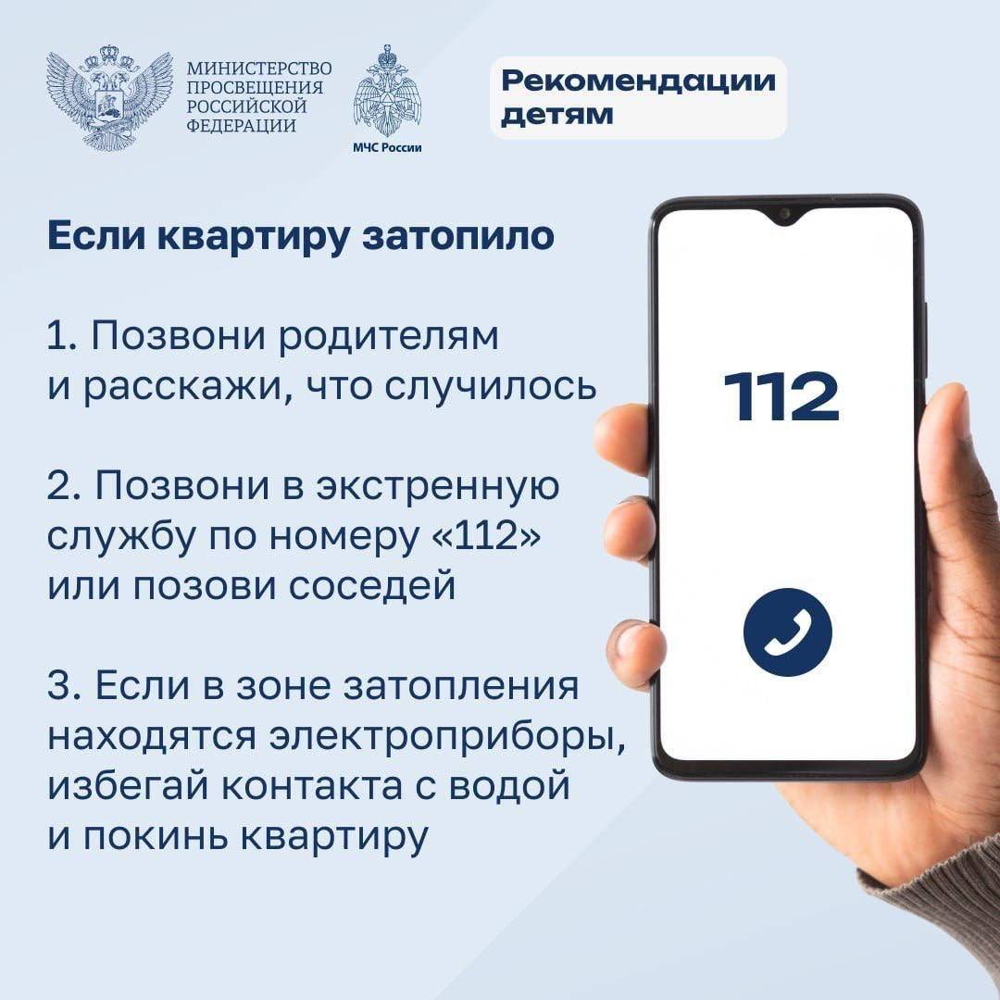 МИНИСТЕРСТВО
ПРОСВЕЩЕНИЯ
РОССИЙСКОЙ
ФЕДЕРАЦИИ
МЧС России
Рекомендации
детям
Если квартиру затопило
1. Позвони родителям
и расскажи, что случилось
2. Позвони в экстренную
службу по номеру «112»
или позови соседей
3. Если в зоне затопления
находятся электроприборы,
избегай контакта с водой
и покинь квартиру
112